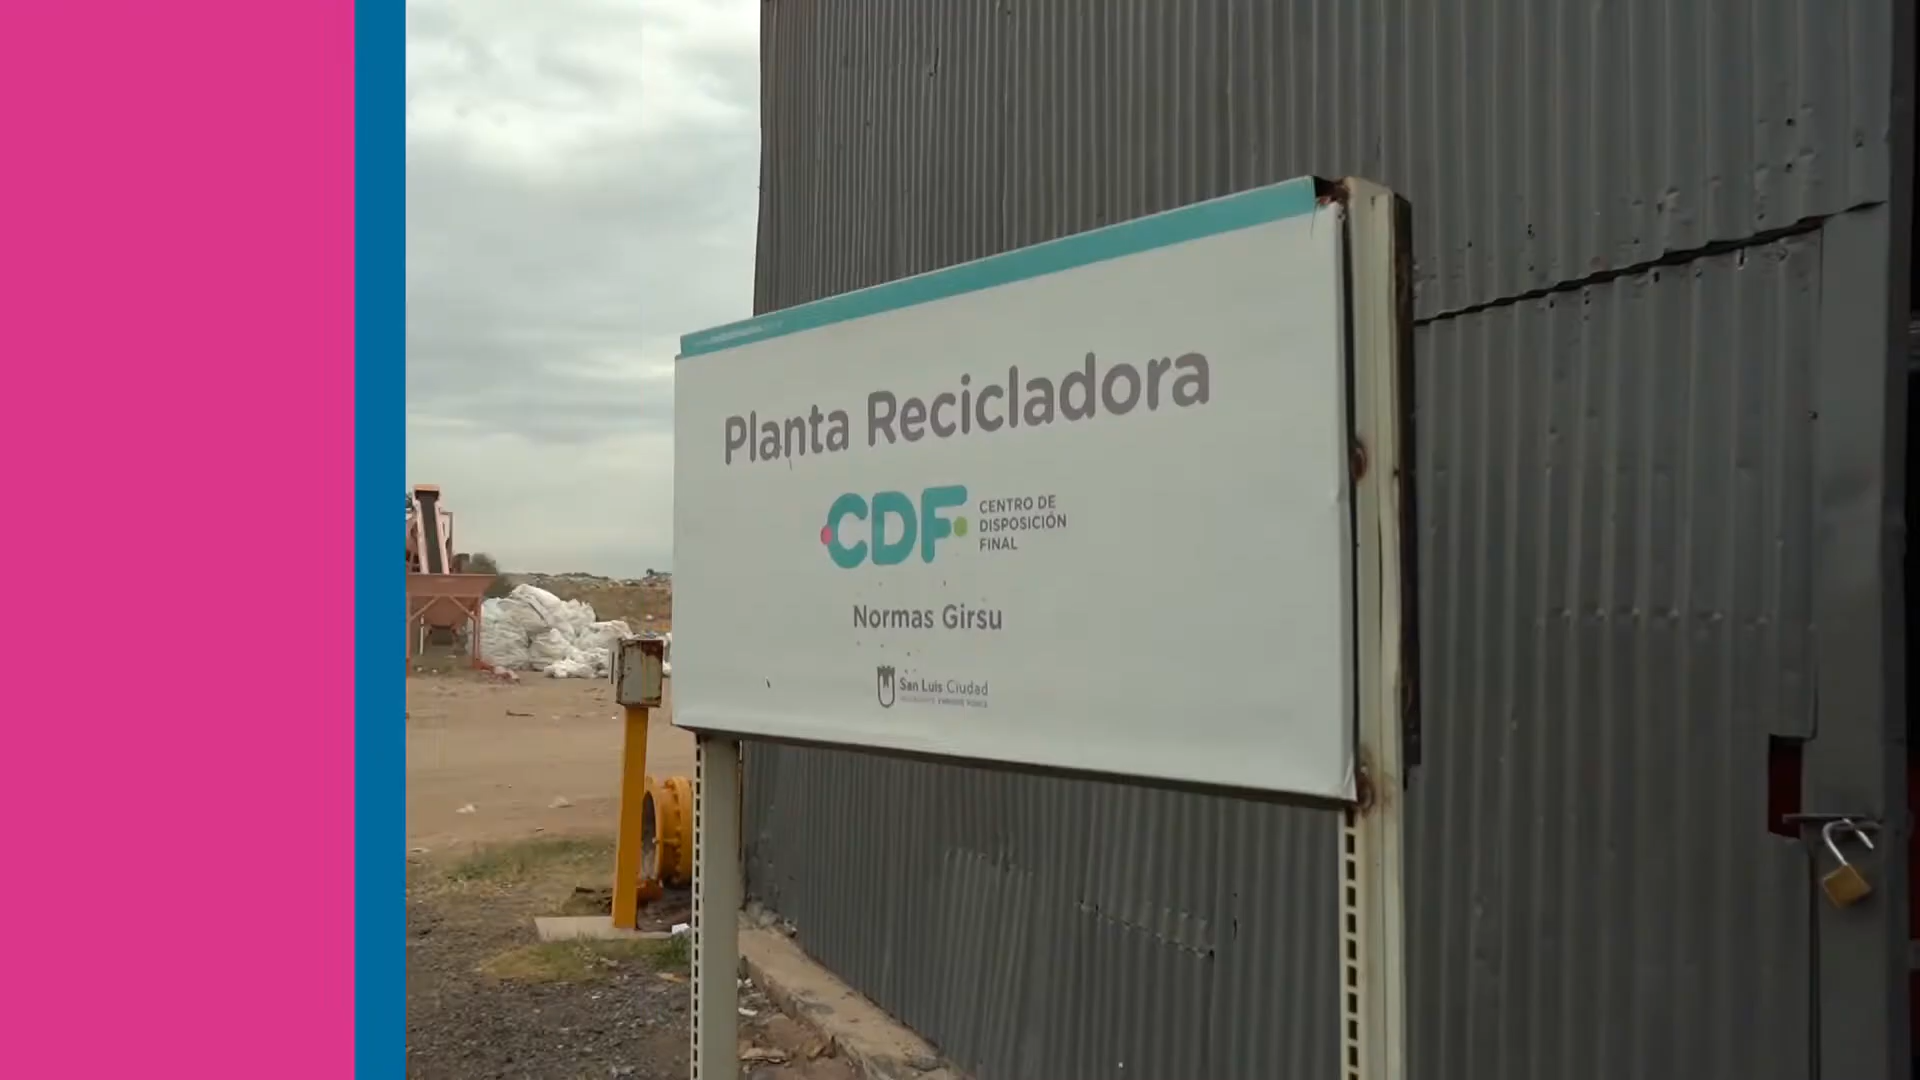 Planta Recicladora
CDF
CENTRO DE
DISPOSICIÓN
FINAL
Normas Girsu
San Luis Ciudad